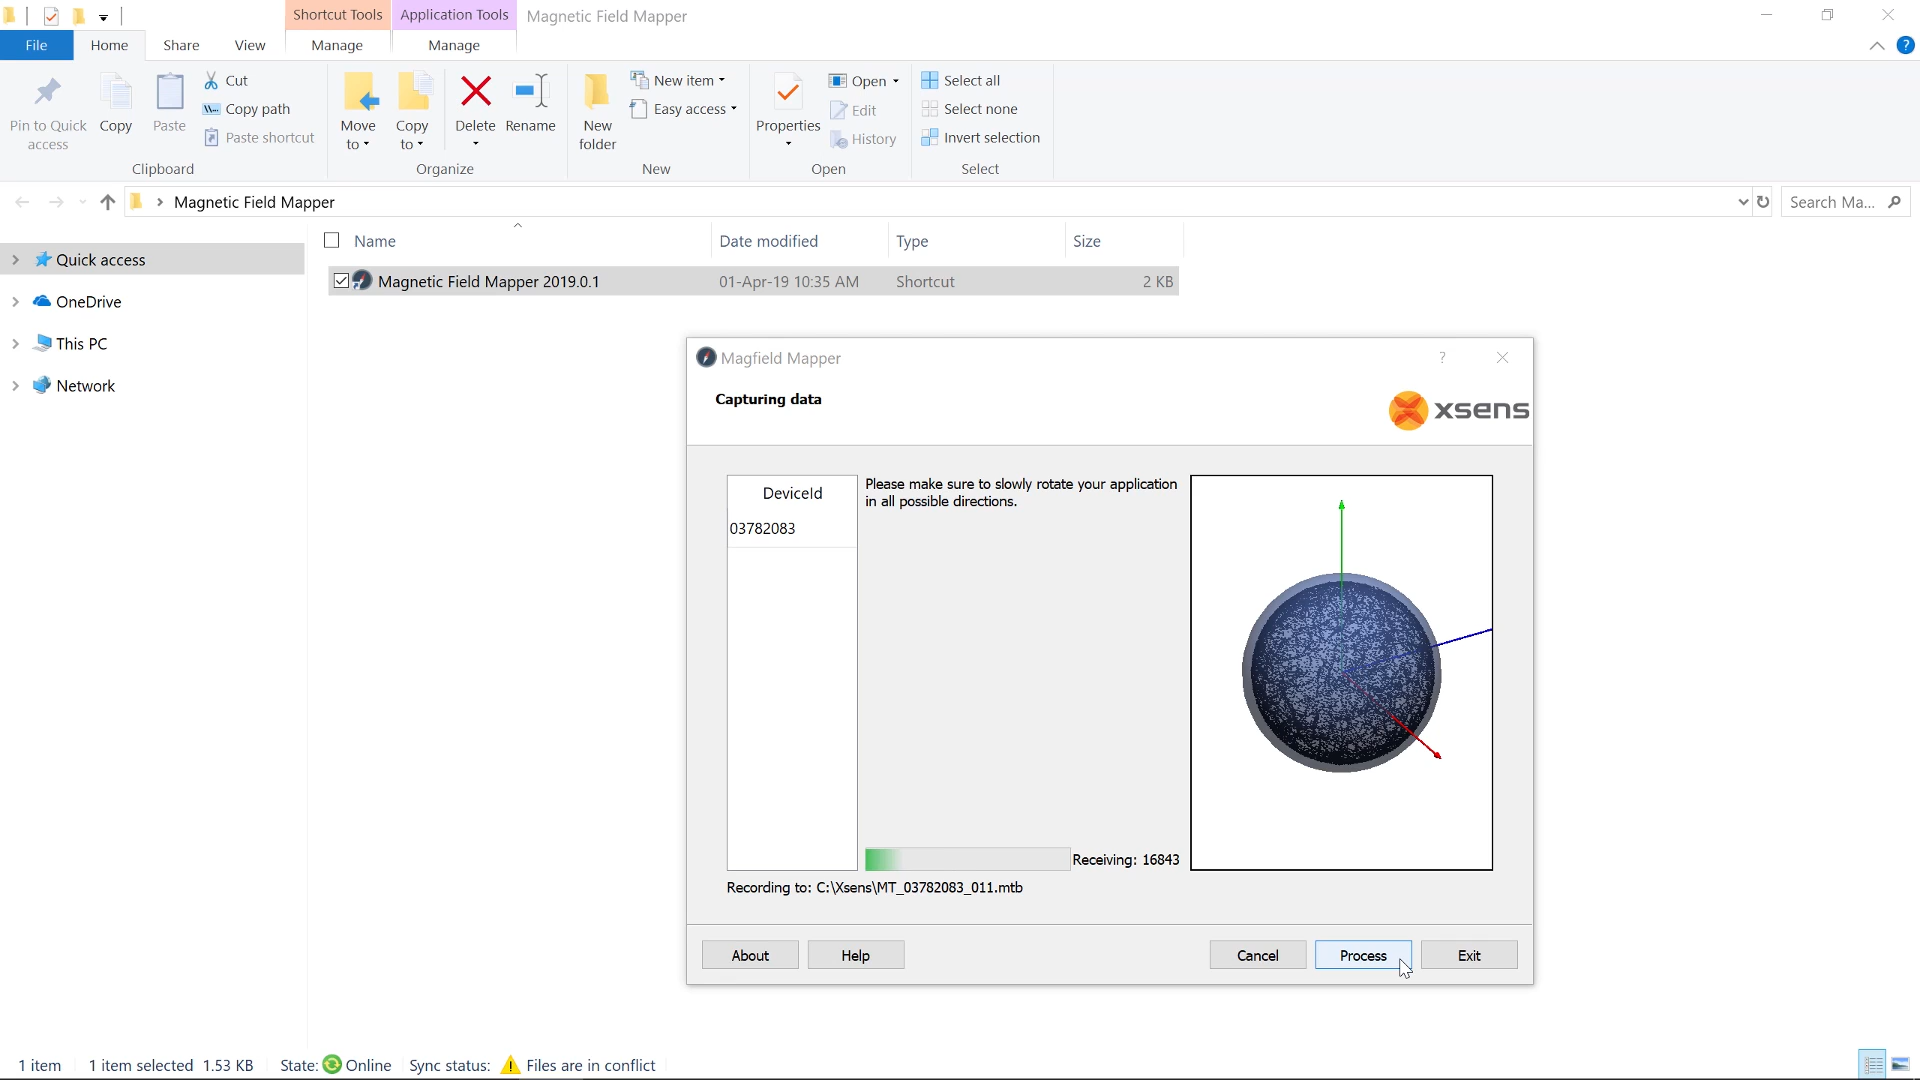 Shortcut Tools Application Tools Magnetic Field Mapper
File Home Share View Manage Manage
Pin to Quick access
Copy
Paste
Cut
Copy path
Paste shortcut
Clipboard
Move to
Copy to
Delete
Rename
Organize
New folder
New item
Easy access
New
Properties
Open
Edit
History
Open
Select all
Select none
Invert selection
Select
Magnetic Field Mapper
Search Ma...
Quick access
OneDrive
This PC
Network
Name Date modified Type Size
Magnetic Field Mapper 2019.0.1 01-Apr-19 10:35 AM Shortcut 2 KB
Magfield Mapper ?
Capturing data
xsens
DeviceId
03782083
Please make sure to slowly rotate your application
in all possible directions.
Receiving: 16843
Recording to: C:\Xsens\MT_03782083_011.mtb
About Help Cancel Process Exit
1 item 1 item selected 1.53 KB State: Online Sync status: Files are in conflict